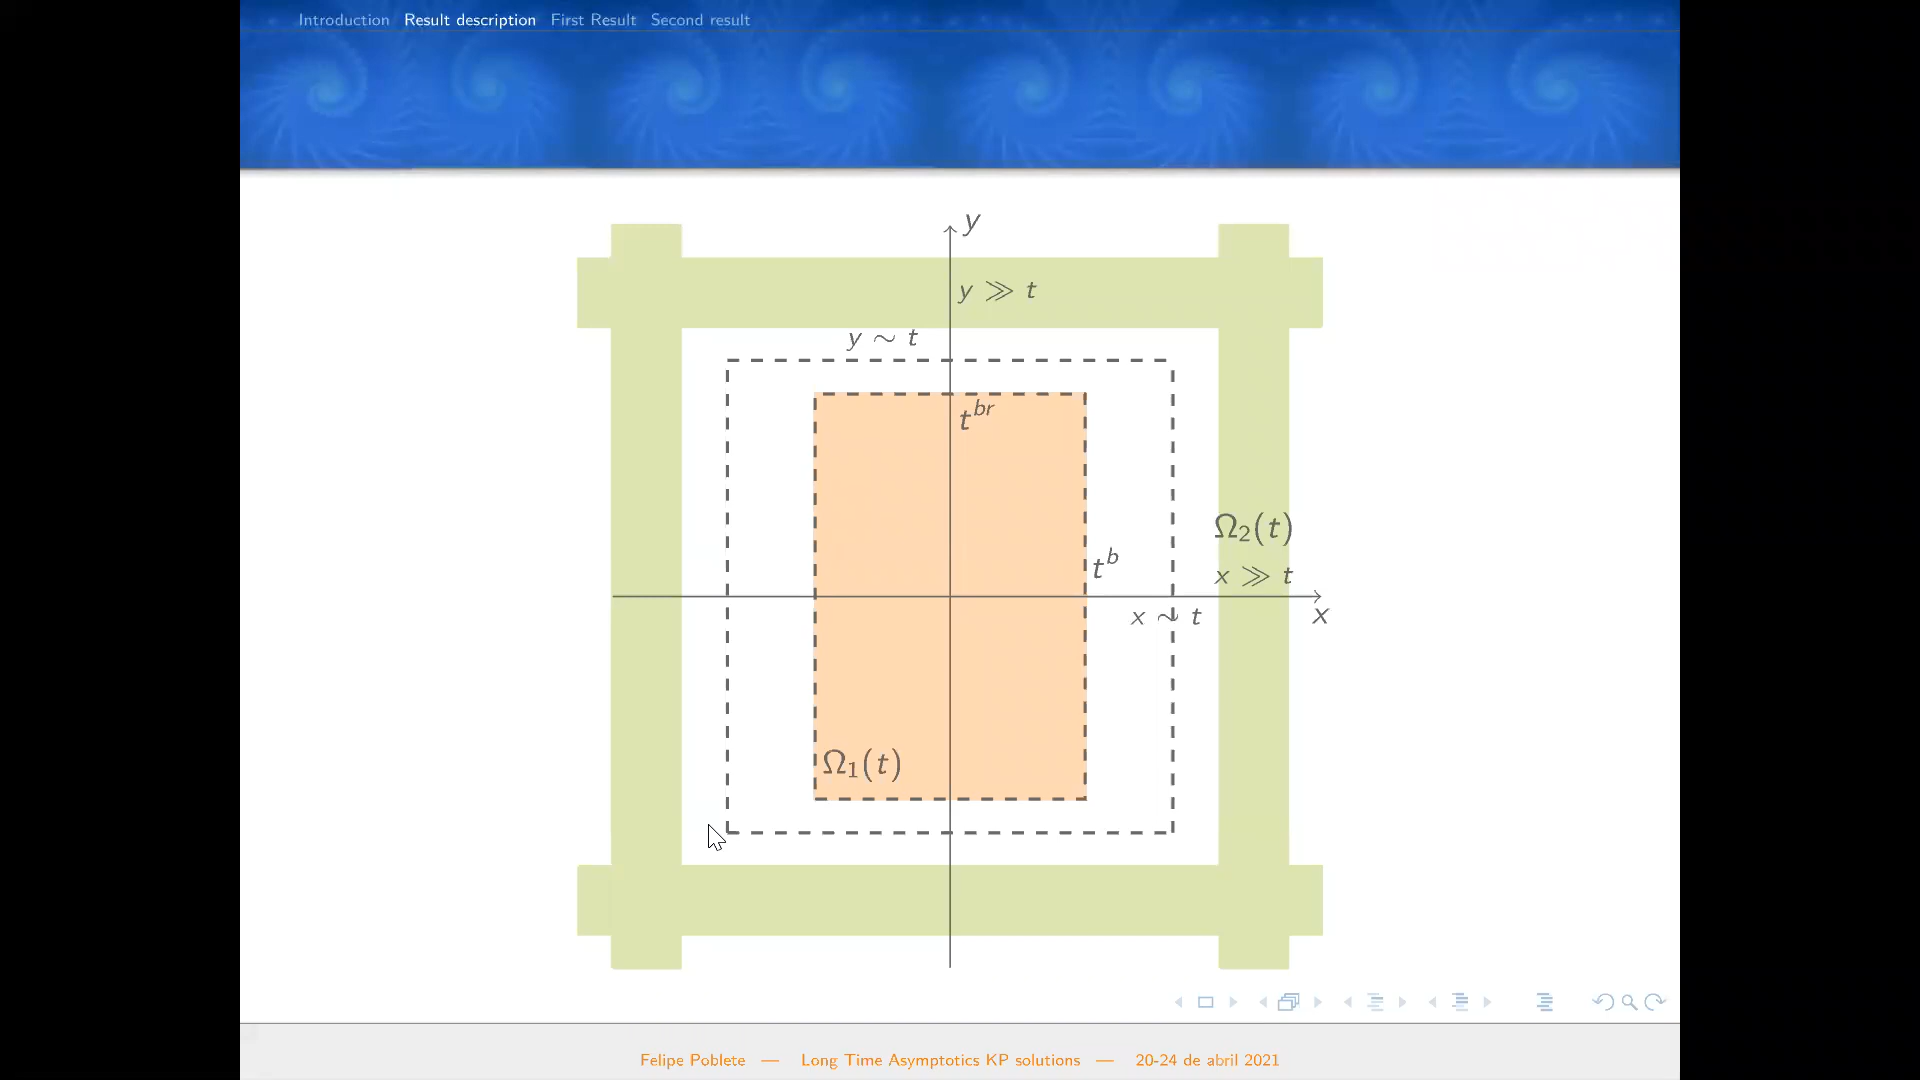 Introduction Result description First Result Second result
y
y ≫ t
y ∼ t
t^{br}
Ω₂(t)
t^b
x ≫ t
x ∼ t
x
Ω₁(t)
Felipe Poblete — Long Time Asymptotics KP solutions — 20-24 de abril 2021